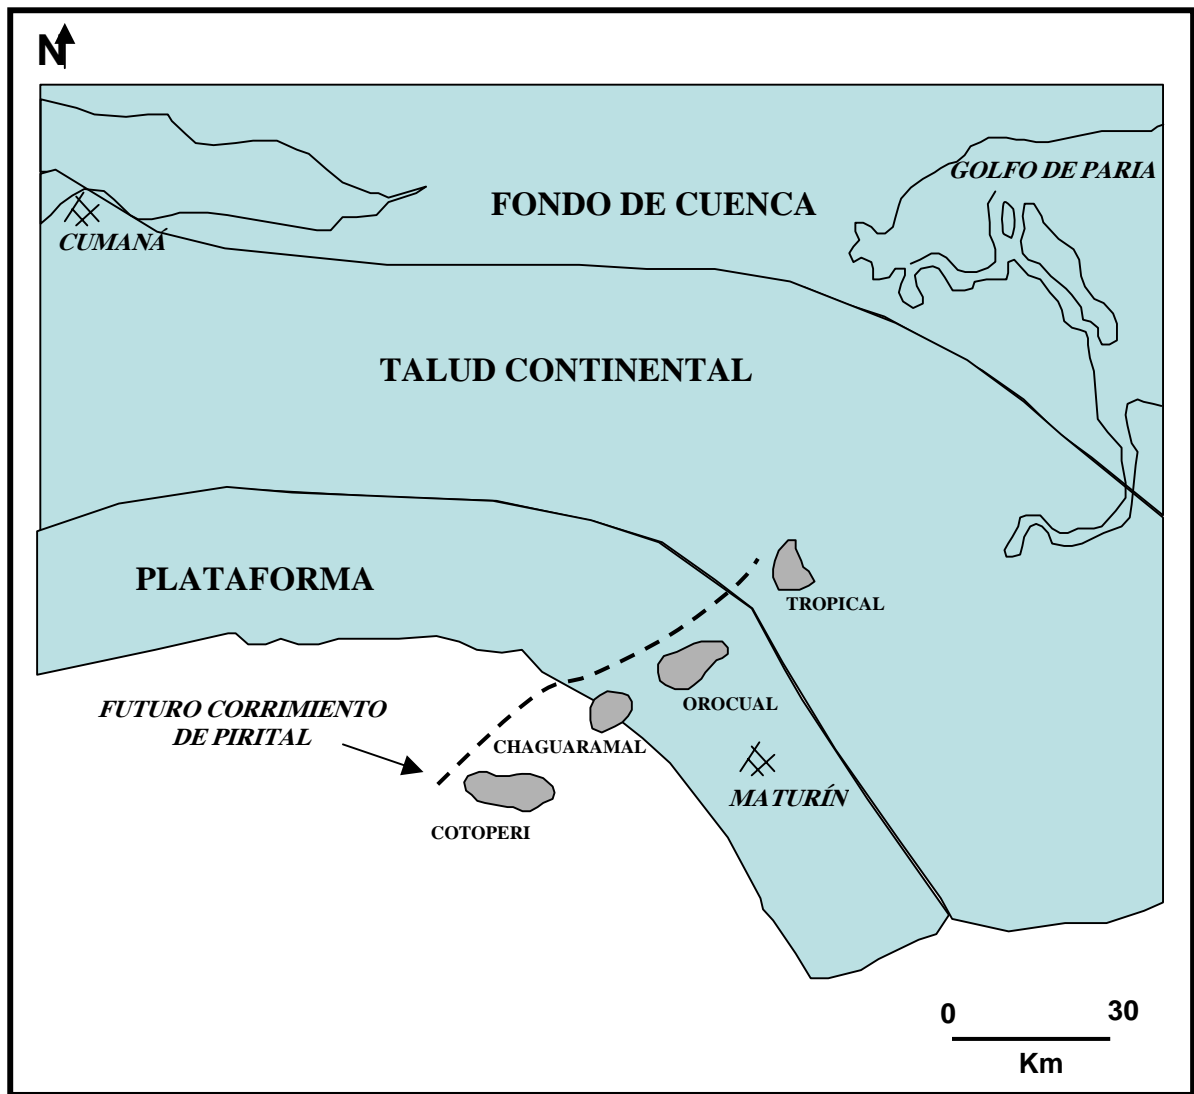 N
GOLFO DE PARIA
FONDO DE CUENCA
CUMANÁ
TALUD CONTINENTAL
PLATAFORMA
TROPICAL
OROCUAL
FUTURO CORRIMIENTO
DE PIRITAL
CHAGUARAMAL
MATURÍN
COTOPERI
0 30
Km